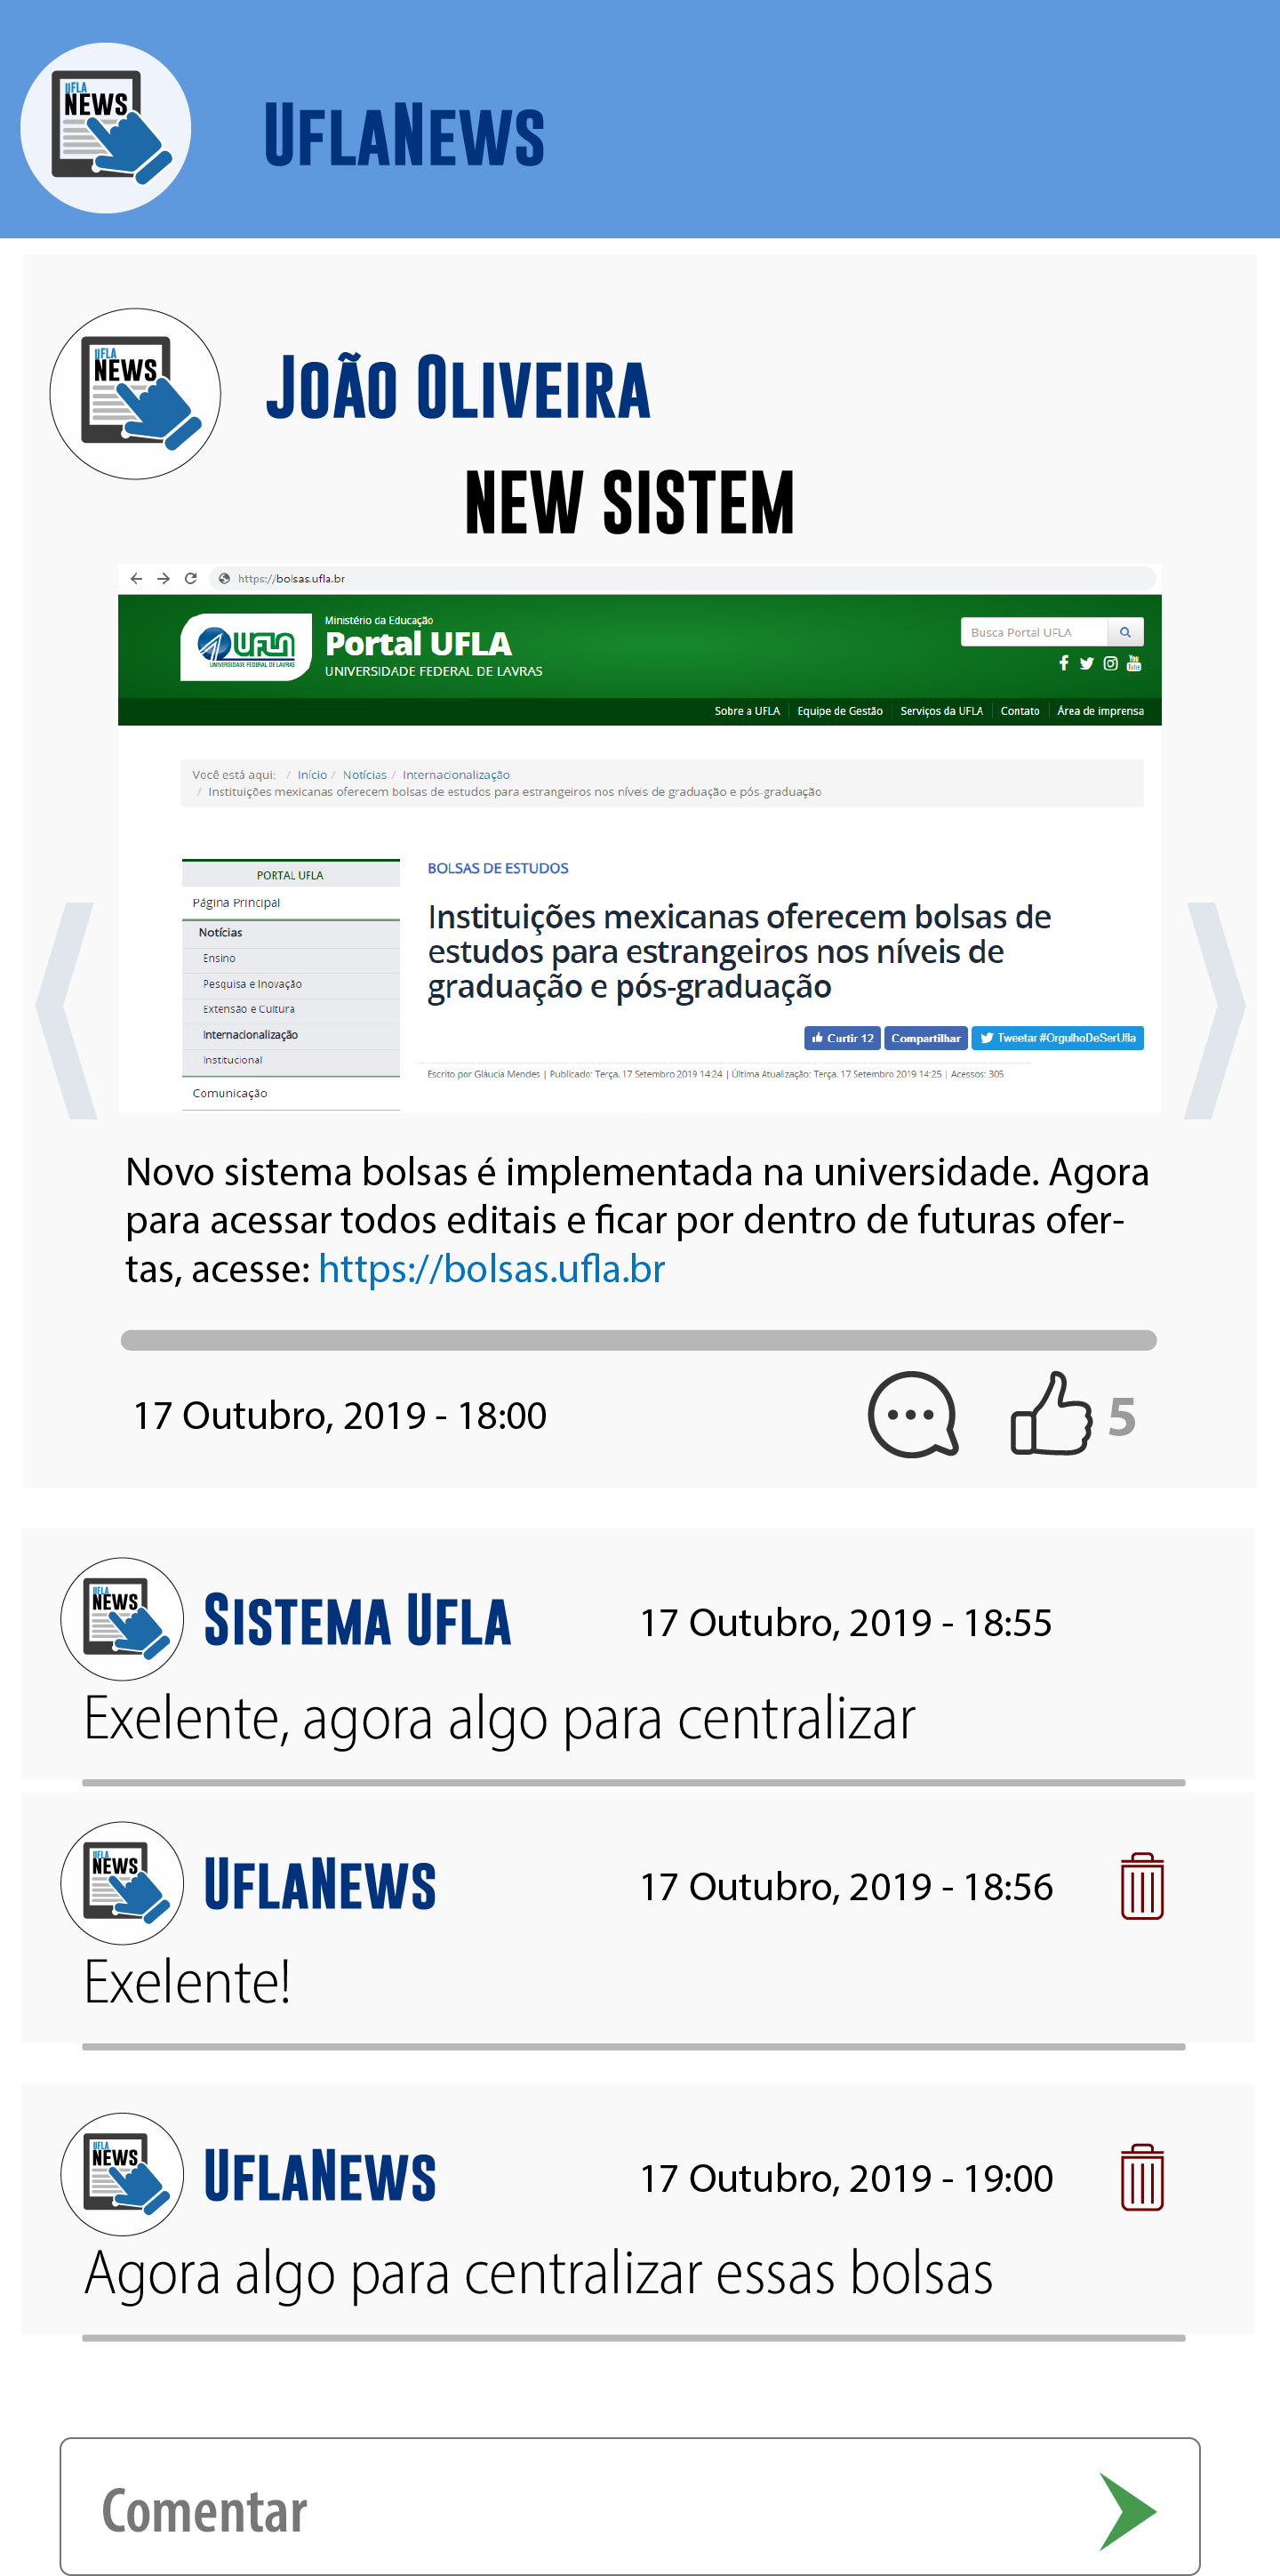 UFLA
NEWS
UFLANEWS
UFLA
NEWS
JOÃO OLIVEIRA
NEW SISTEM
https://bolsas.ufla.br
UFLA
UNIVERSIDADE FEDERAL DE LAVRAS
Ministério da Educação
Portal UFLA
UNIVERSIDADE FEDERAL DE LAVRAS
Busca Portal UFLA
You
Tube
Sobre a UFLA
Equipe de Gestão
Serviços da UFLA
Contato
Área de imprensa
Você está aqui: / Início / Notícias / Internacionalização
/ Instituições mexicanas oferecem bolsas de estudos para estrangeiros nos níveis de graduação e pós-graduação
PORTAL UFLA
Página Principal
Notícias
Ensino
Pesquisa e Inovação
Extensão e Cultura
Internacionalização
Institucional
Comunicação
BOLSAS DE ESTUDOS
Instituições mexicanas oferecem bolsas de
estudos para estrangeiros nos níveis de
graduação e pós-graduação
Curtir 12
Compartilhar
Tweetar #OrgulhoDeSerUfla
Escrito por Gláucia Mendes | Publicado: Terça, 17 Setembro 2019 14:24 | Última Atualização: Terça, 17 Setembro 2019 14:25 | Acessos: 305
Novo sistema bolsas é implementada na universidade. Agora
para acessar todos editais e ficar por dentro de futuras ofer-
tas, acesse: https://bolsas.ufla.br
17 Outubro, 2019 - 18:00
5
UFLA
NEWS
SISTEMA UFLA
17 Outubro, 2019 - 18:55
Exelente, agora algo para centralizar
UFLA
NEWS
UFLANEWS
17 Outubro, 2019 - 18:56
Exelente!
UFLA
NEWS
UFLANEWS
17 Outubro, 2019 - 19:00
Agora algo para centralizar essas bolsas
Comentar